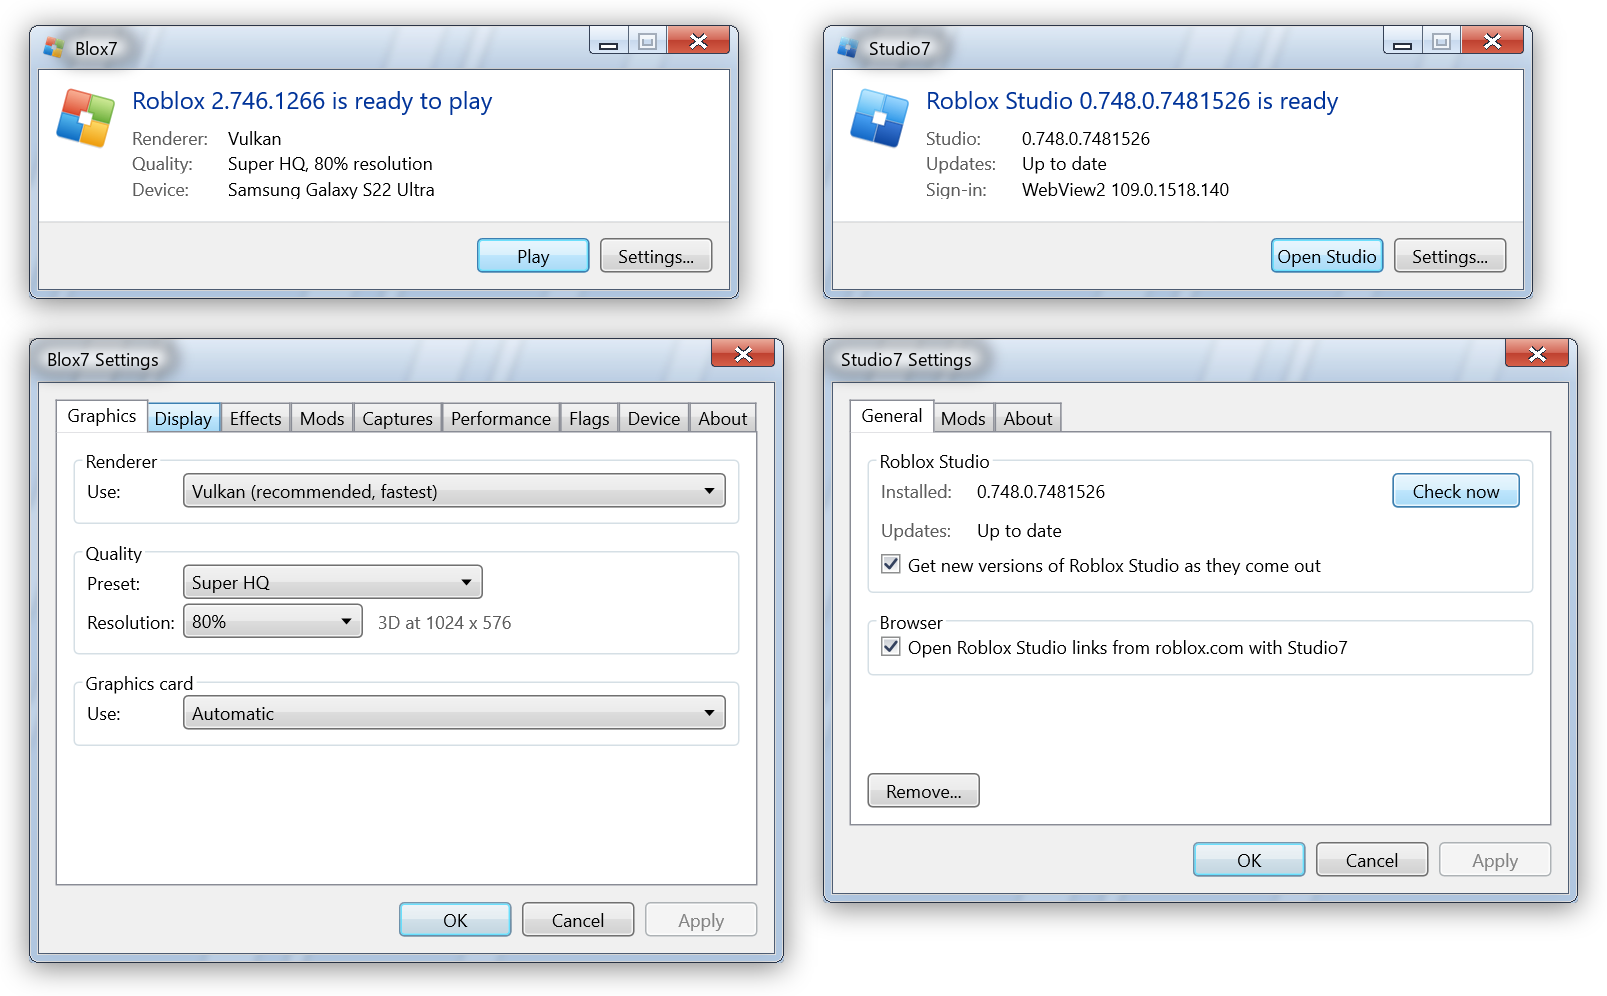 Blox7
Roblox 2.746.1266 is ready to play
Renderer: Vulkan
Quality: Super HQ, 80% resolution
Device: Samsung Galaxy S22 Ultra
Play Settings...
Studio7
Roblox Studio 0.748.0.7481526 is ready
Studio: 0.748.0.7481526
Updates: Up to date
Sign-in: WebView2 109.0.1518.140
Open Studio Settings...
Blox7 Settings
Graphics Display Effects Mods Captures Performance Flags Device About
Renderer
Use: Vulkan (recommended, fastest)
Quality
Preset: Super HQ
Resolution: 80% 3D at 1024 x 576
Graphics card
Use: Automatic
OK Cancel Apply
Studio7 Settings
General Mods About
Roblox Studio
Installed: 0.748.0.7481526 Check now
Updates: Up to date
Get new versions of Roblox Studio as they come out
Browser
Open Roblox Studio links from roblox.com with Studio7
Remove...
OK Cancel Apply